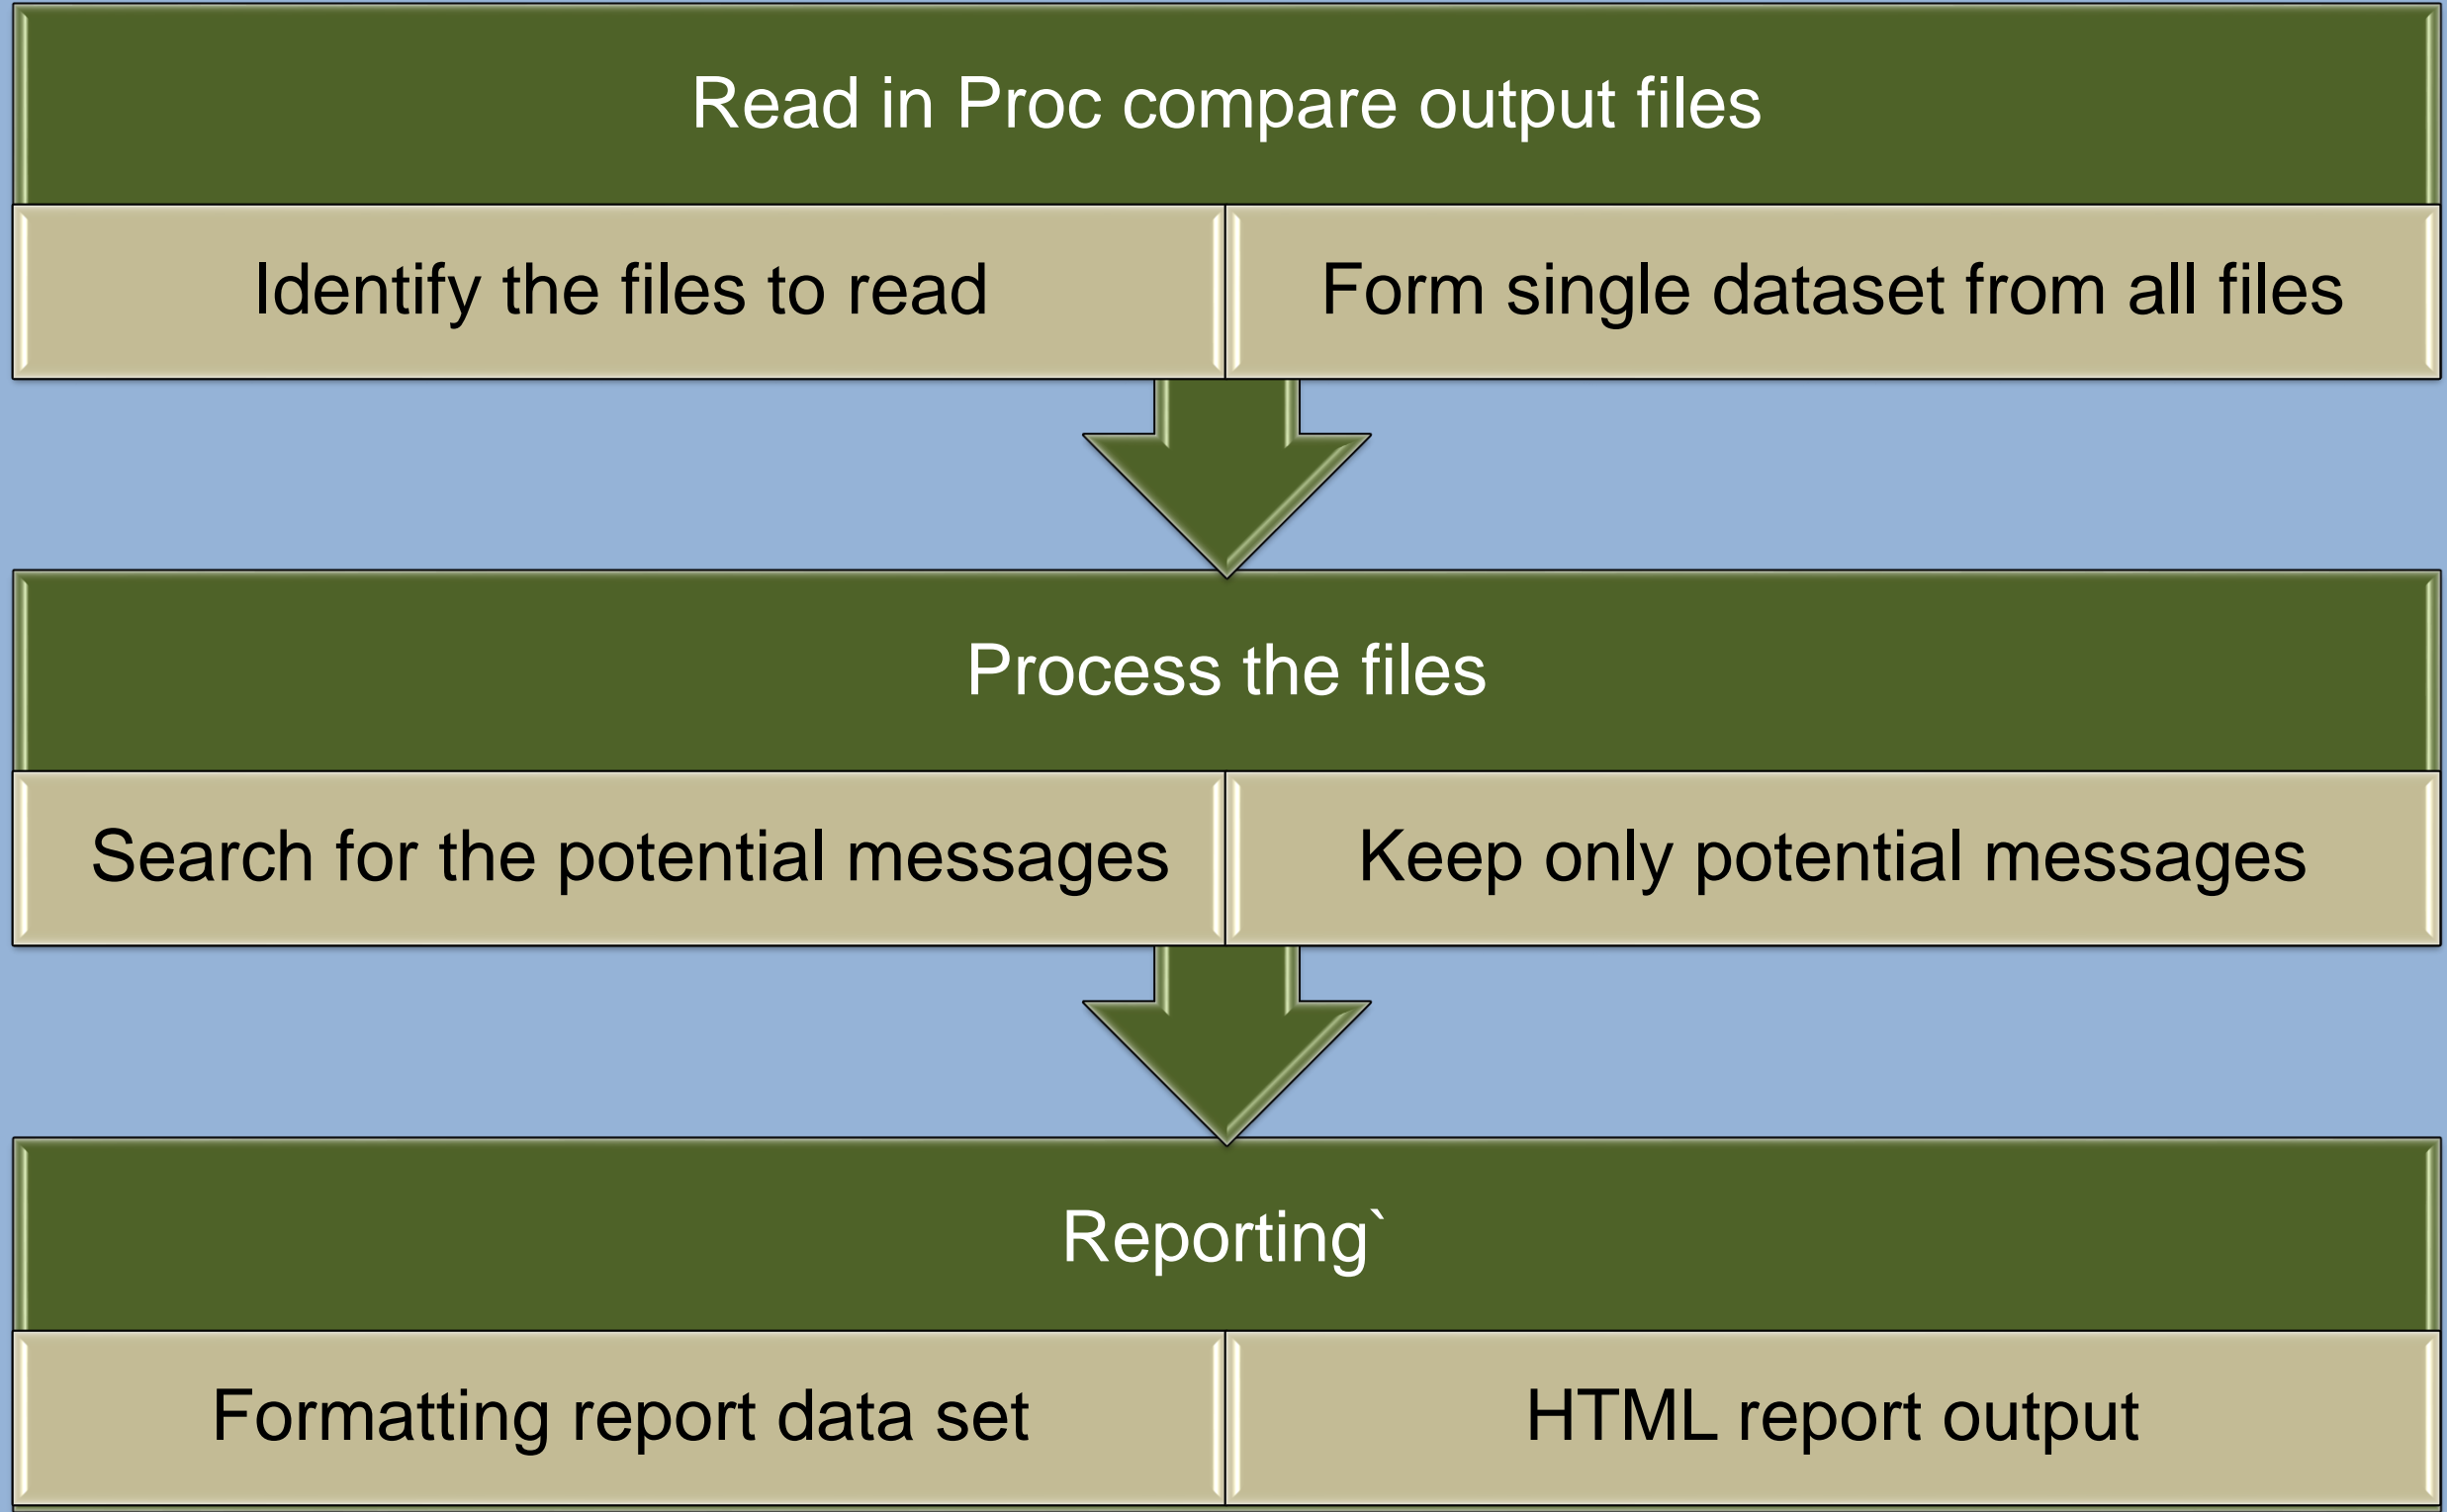 Read in Proc compare output files
Identify the files to read
Form single dataset from all files
Process the files
Search for the potential messages
Keep only potential messages
Reporting`
Formatting report data set
HTML report output